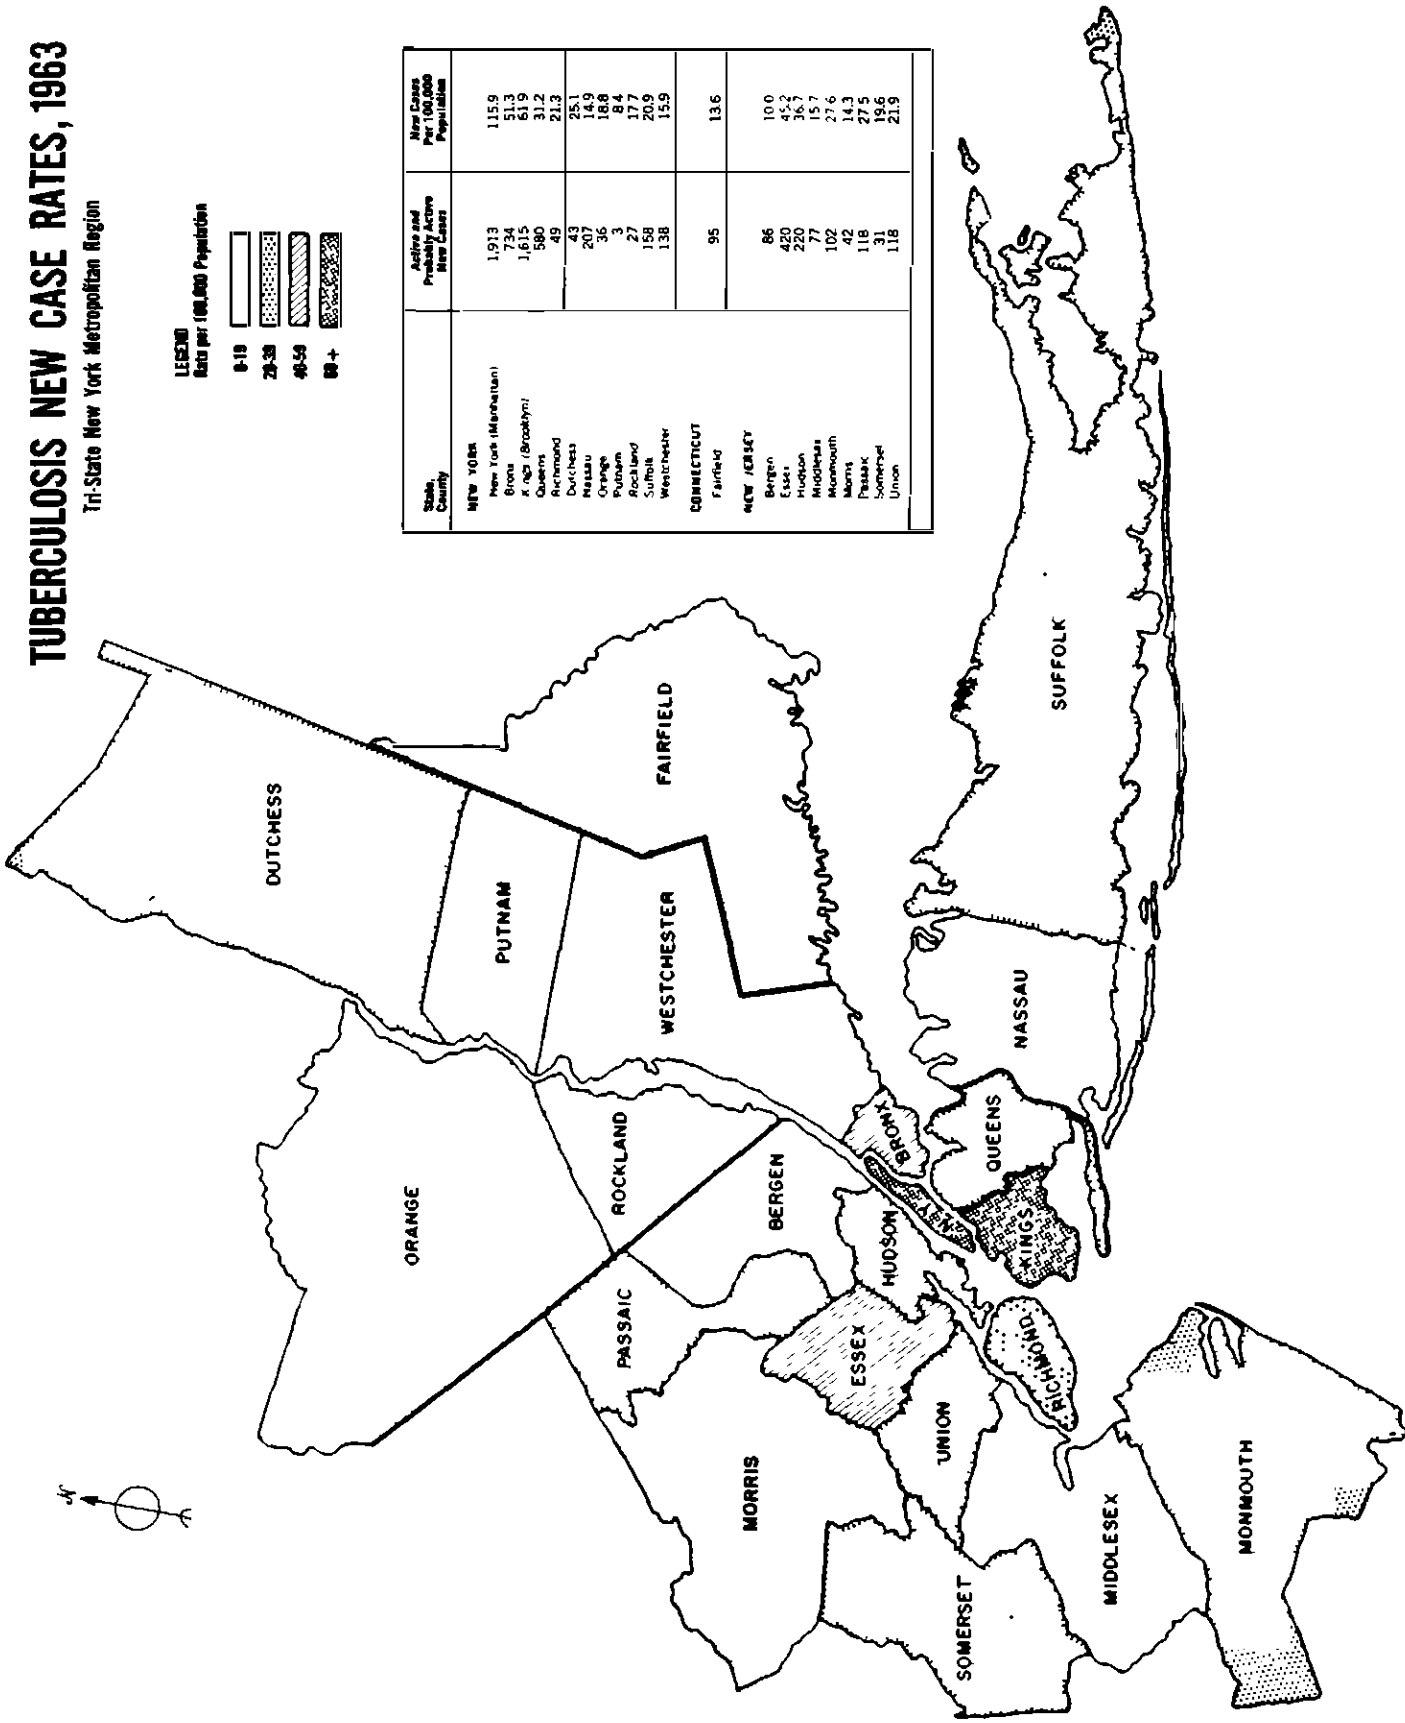 TUBERCULOSIS NEW CASE RATES, 1963
Tri-State New York Metropolitan Region
LEGEND
Rate per 100,000 Population
0-19
20-39
40-59
60 +
State, County | Active and Probably Active New Cases | New Cases Per 100,000 Population
NEW YORK
New York (Manhattan) 1,913 115.9
Bronx 734 51.3
Kings (Brooklyn) 1,615 61.9
Queens 580 31.2
Richmond 49 21.3
Dutchess 43 25.1
Nassau 207 14.9
Orange 36 18.8
Putnam 3 8.4
Rockland 27 17.7
Suffolk 158 20.9
Westchester 138 15.9
CONNECTICUT
Fairfield 95 13.6
NEW JERSEY
Bergen 86 10.0
Essex 420 45.2
Hudson 220 36.7
Middlesex 77 15.7
Monmouth 102 27.6
Morris 42 14.3
Passaic 118 27.5
Somerset 31 19.6
Union 118 21.9
N
DUTCHESS
ORANGE
PUTNAM
FAIRFIELD
WESTCHESTER
ROCKLAND
PASSAIC
BERGEN
MORRIS
ESSEX
HUDSON
BRONX
N.Y.
UNION
SOMERSET
QUEENS
NASSAU
SUFFOLK
KINGS
RICHMOND
MIDDLESEX
MONMOUTH